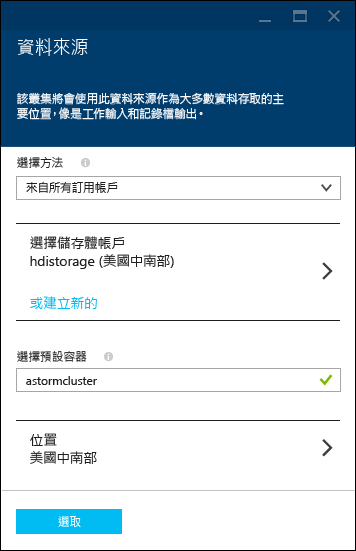 資料來源
該叢集將會使用此資料來源作為大多數資料存取的主
要位置，像是工作輸入和記錄檔輸出。
選擇方法
來自所有訂用帳戶
選擇儲存體帳戶
hdistorage (美國中南部)
或建立新的
選擇預設容器
astormcluster
位置
美國中南部
選取